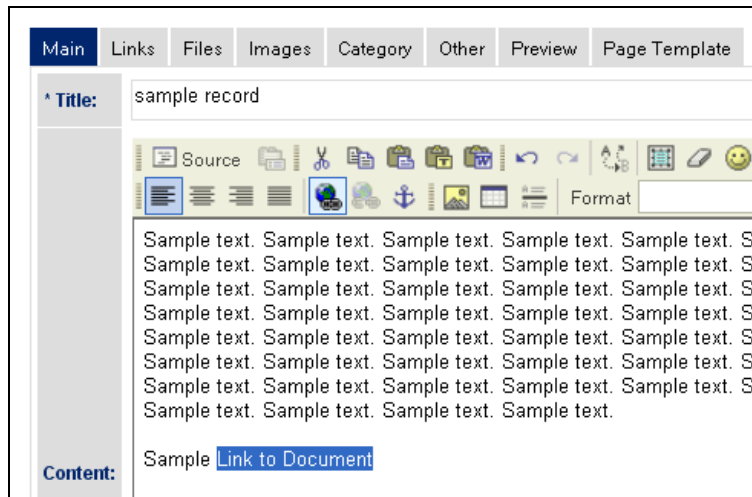 Main Links Files Images Category Other Preview Page Template
* Title: sample record
Source
Format
Sample text. Sample text. Sample text. Sample text. Sample text. S
Sample text. Sample text. Sample text. Sample text. Sample text. S
Sample text. Sample text. Sample text. Sample text. Sample text. S
Sample text. Sample text. Sample text. Sample text. Sample text. S
Sample text. Sample text. Sample text. Sample text. Sample text. S
Sample text. Sample text. Sample text. Sample text. Sample text. S
Sample text. Sample text. Sample text. Sample text. Sample text. S
Sample text. Sample text. Sample text. Sample text.
Sample Link to Document
Content: